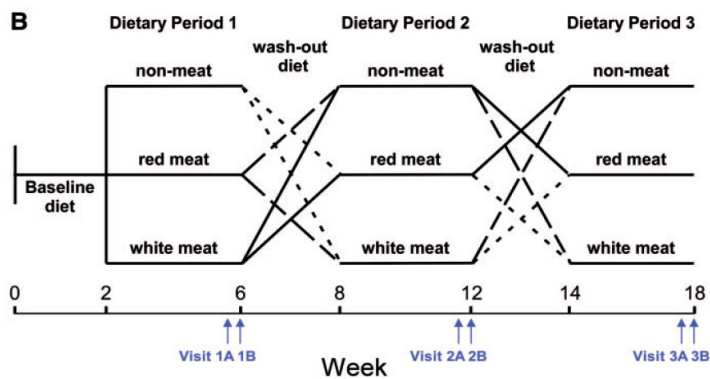 B
Dietary Period 1
Dietary Period 2
Dietary Period 3
wash-out
diet
wash-out
diet
non-meat
non-meat
non-meat
red meat
red meat
red meat
Baseline
diet
white meat
white meat
white meat
0 2 6 8 12 14 18
Visit 1A 1B
Visit 2A 2B
Visit 3A 3B
Week